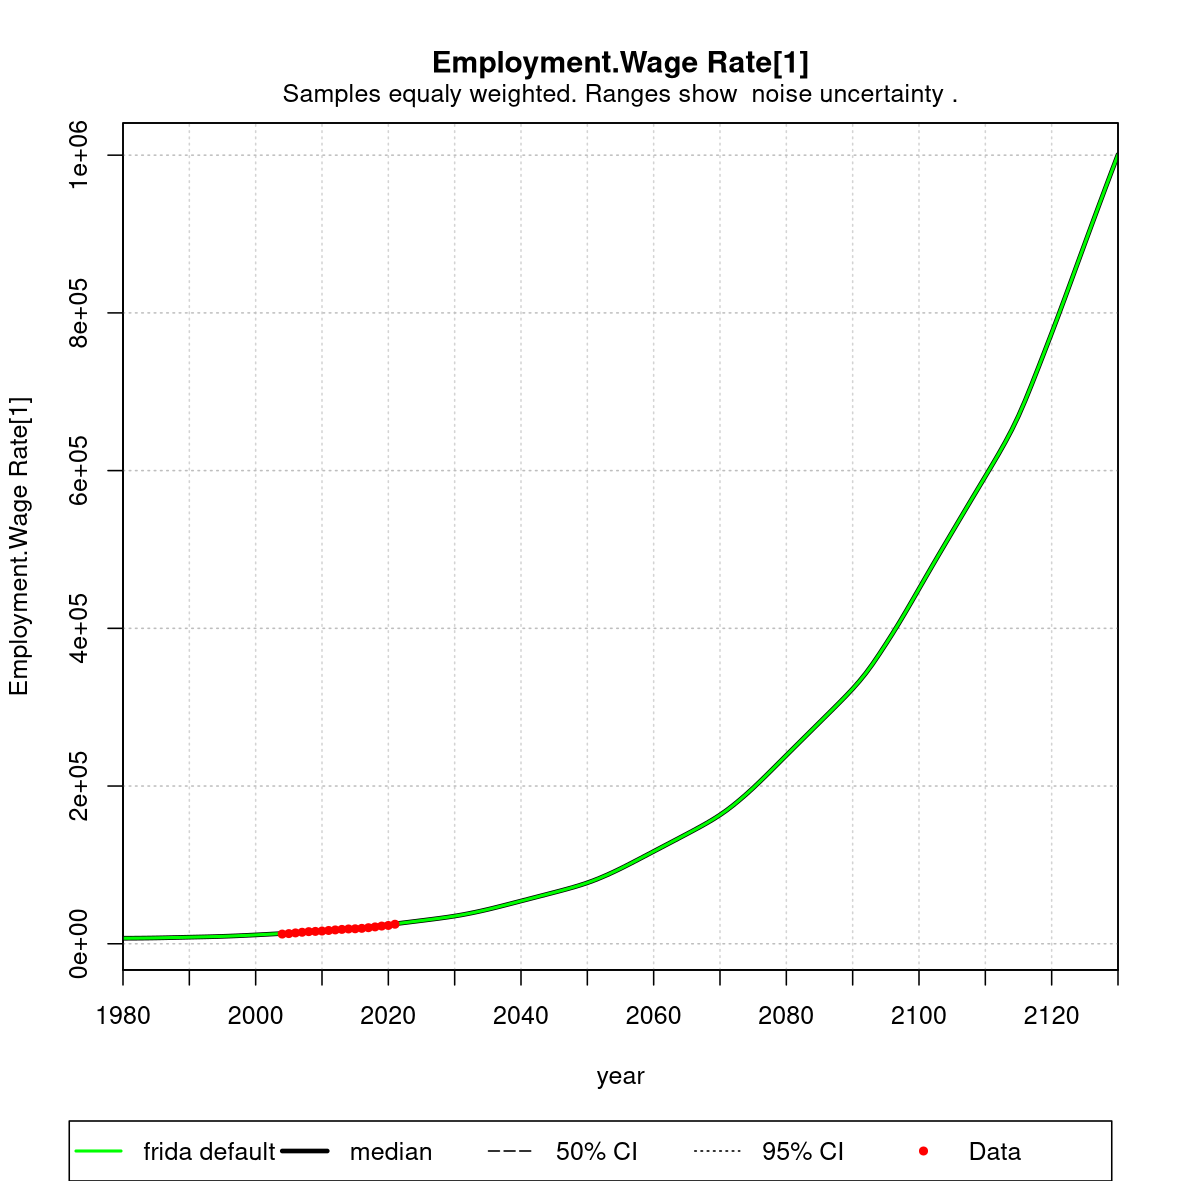 Employment.Wage Rate[1]
Samples equaly weighted. Ranges show  noise uncertainty .
Employment.Wage Rate[1]
1e+06
8e+05
6e+05
4e+05
2e+05
0e+00
1980 2000 2020 2040 2060 2080 2100 2120
year
frida default median 50% CI 95% CI Data